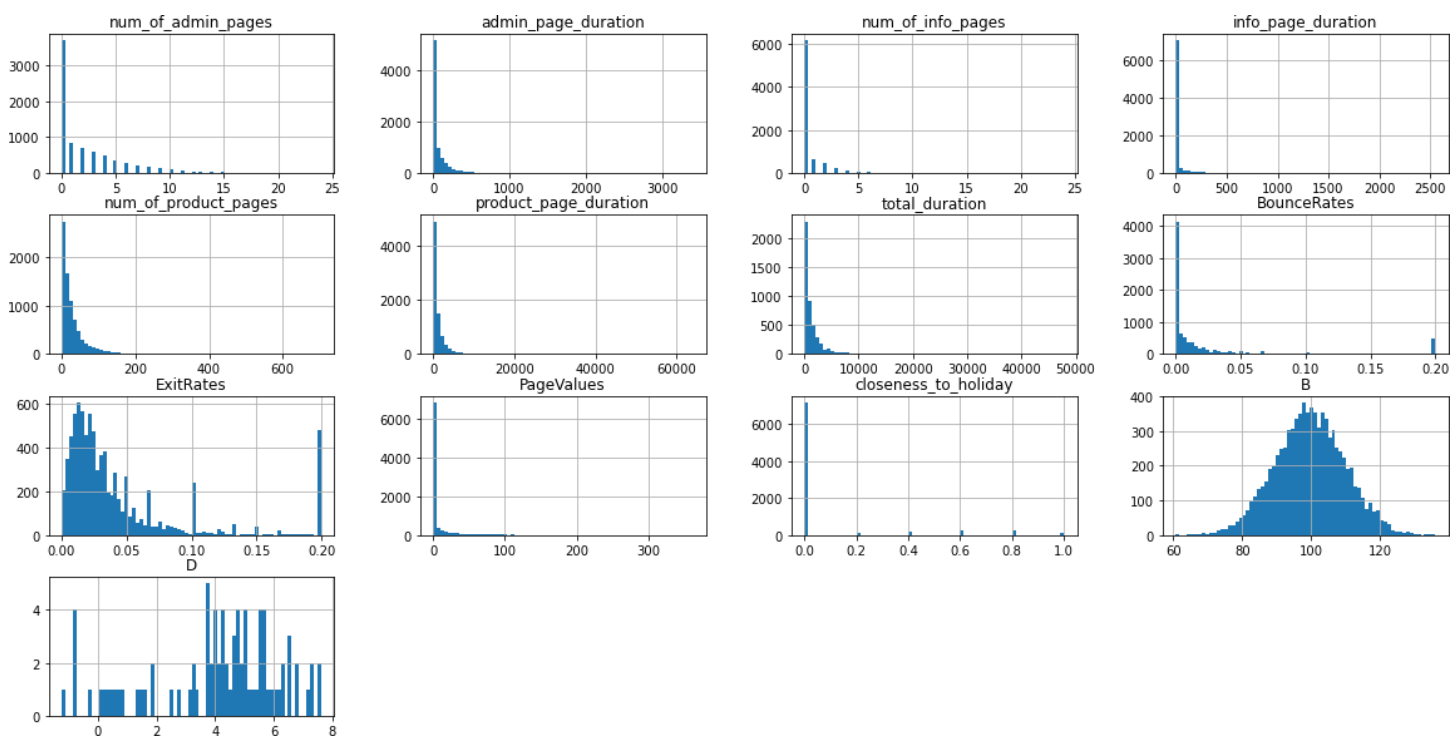 num_of_admin_pages admin_page_duration num_of_info_pages info_page_duration
3000 2000 1000 0
0 5 10 15 20 25
4000 2000 0
0 1000 2000 3000
6000 4000 2000 0
0 5 10 15 20 25
6000 4000 2000 0
0 500 1000 1500 2000 2500
num_of_product_pages product_page_duration total_duration BounceRates
2000 1000 0
0 200 400 600
4000 2000 0
0 20000 40000 60000
2000 1500 1000 500 0
0 10000 20000 30000 40000 50000
4000 3000 2000 1000 0
0.00 0.05 0.10 0.15 0.20
ExitRates PageValues closeness_to_holiday B
600 400 200 0
0.00 0.05 0.10 0.15 0.20
6000 4000 2000 0
0 100 200 300
6000 4000 2000 0
0.0 0.2 0.4 0.6 0.8 1.0
400 300 200 100 0
60 80 100 120
D
4 2 0
0 2 4 6 8